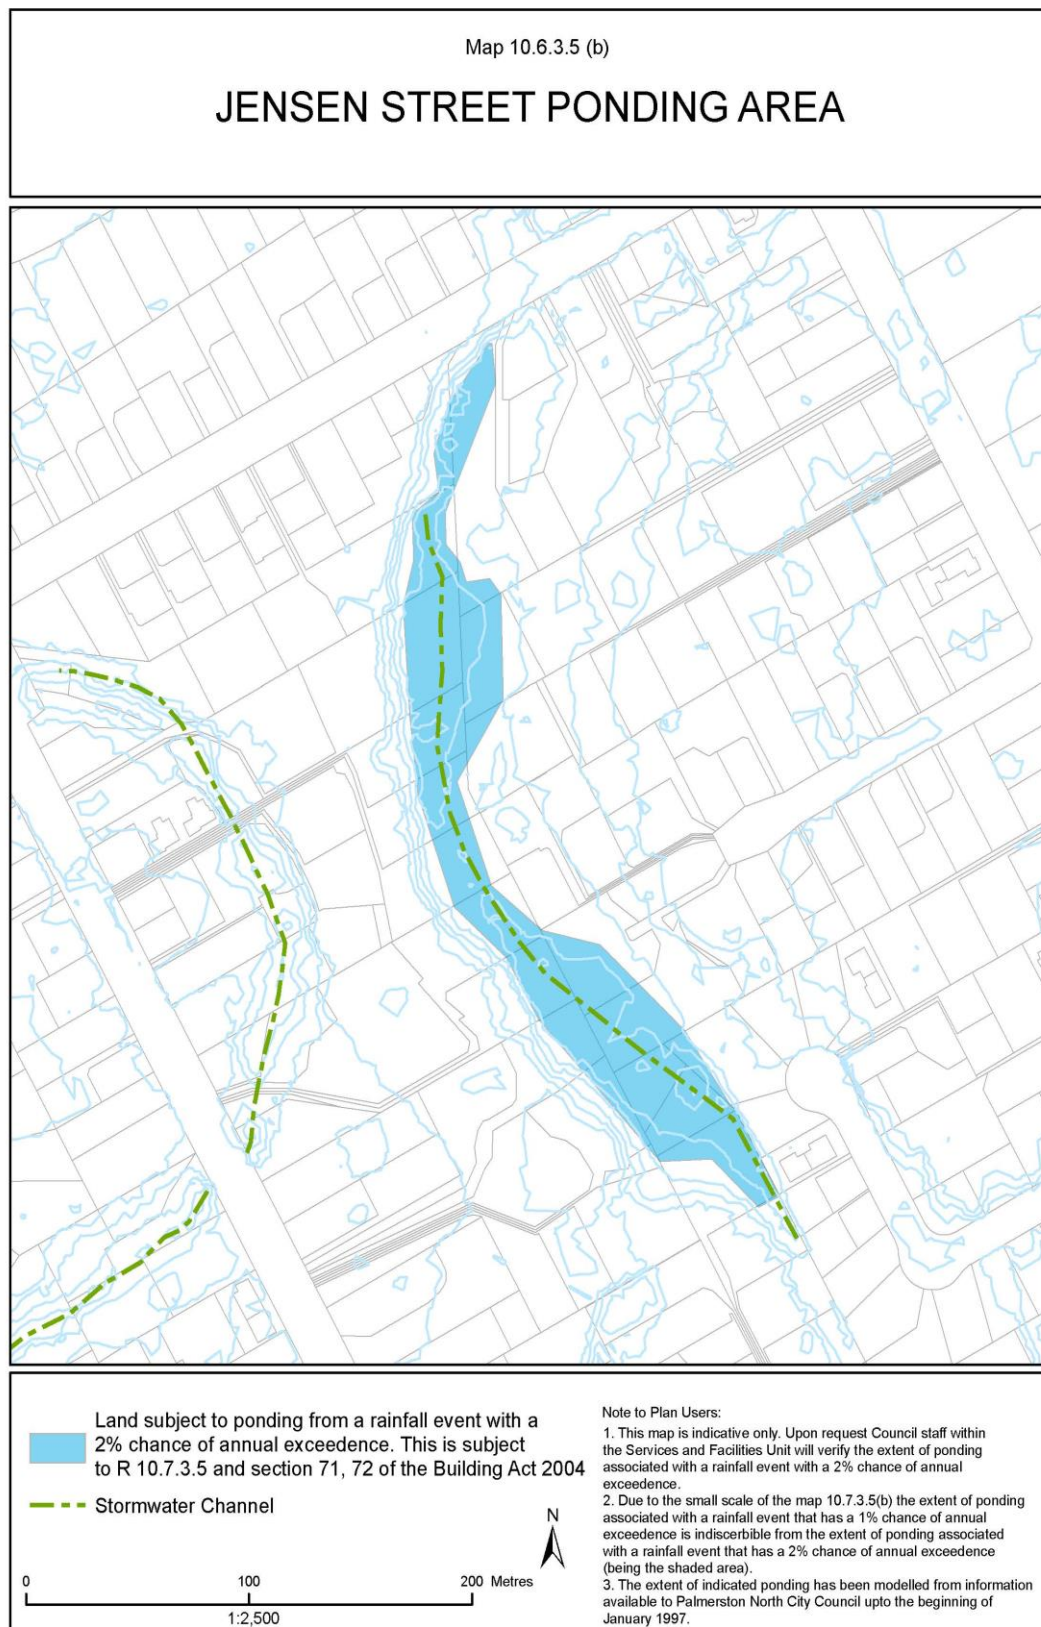 Map 10.6.3.5 (b)
JENSEN STREET PONDING AREA
Land subject to ponding from a rainfall event with a
2% chance of annual exceedence. This is subject
to R 10.7.3.5 and section 71, 72 of the Building Act 2004
Stormwater Channel
N
0 100 200 Metres
1:2,500
Note to Plan Users:
1. This map is indicative only. Upon request Council staff within
the Services and Facilities Unit will verify the extent of ponding
associated with a rainfall event with a 2% chance of annual
exceedence.
2. Due to the small scale of the map 10.7.3.5(b) the extent of ponding
associated with a rainfall event that has a 1% chance of annual
exceedence is indiscerbible from the extent of ponding associated
with a rainfall event that has a 2% chance of annual exceedence
(being the shaded area).
3. The extent of indicated ponding has been modelled from information
available to Palmerston North City Council upto the beginning of
January 1997.